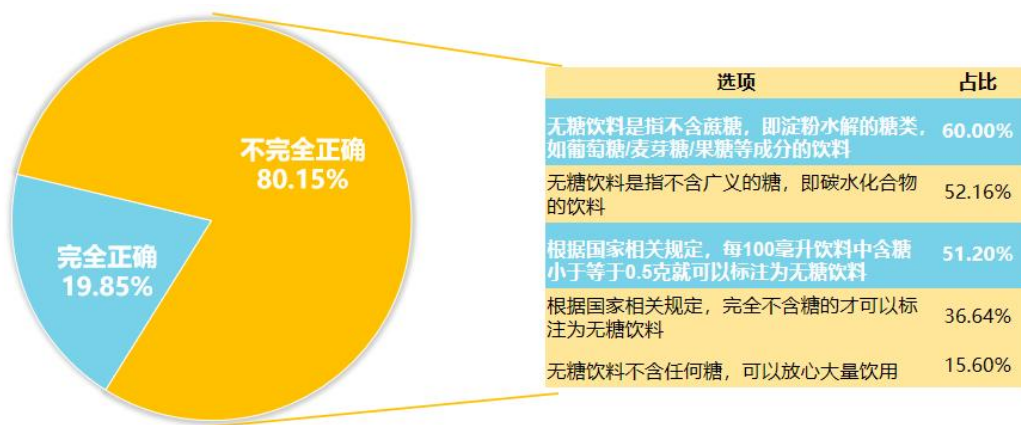 不完全正确
80.15%
完全正确
19.85%
选项 占比
无糖饮料是指不含蔗糖，即淀粉水解的糖类，
如葡萄糖/麦芽糖/果糖等成分的饮料
60.00%
无糖饮料是指不含广义的糖，即碳水化合物
的饮料
52.16%
根据国家相关规定，每100毫升饮料中含糖
小于等于0.5克就可以标注为无糖饮料
51.20%
根据国家相关规定，完全不含糖的才可以标
注为无糖饮料
36.64%
无糖饮料不含任何糖，可以放心大量饮用
15.60%